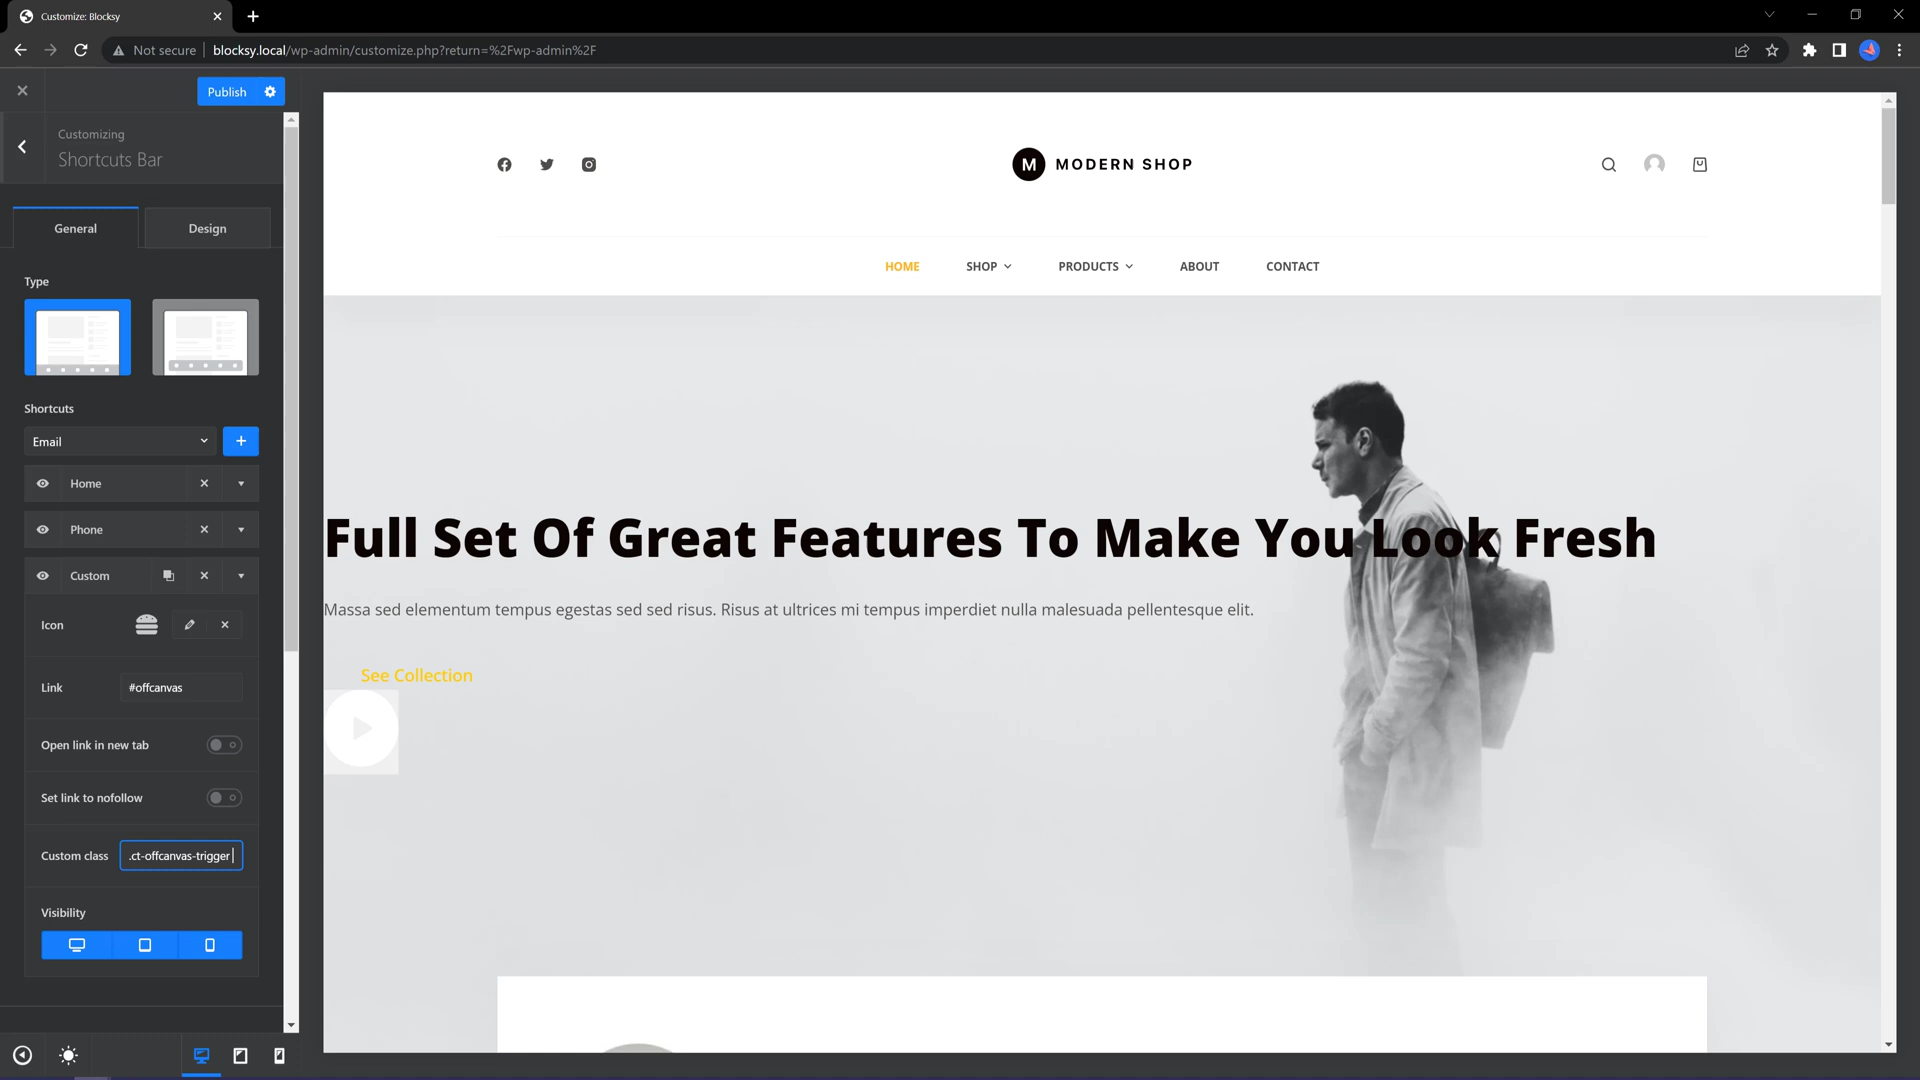 Customize: Blocksy
Not secure
blocksy.local/wp-admin/customize.php?return=%2Fwp-admin%2F
Publish
Customizing
Shortcuts Bar
General
Design
Type
Shortcuts
Email
Home
Phone
Custom
Icon
Link
#offcanvas
Open link in new tab
Set link to nofollow
Custom class
.ct-offcanvas-trigger
Visibility
M
MODERN SHOP
HOME
SHOP
PRODUCTS
ABOUT
CONTACT
Full Set Of Great Features To Make You Look Fresh
Massa sed elementum tempus egestas sed sed risus. Risus at ultrices mi tempus imperdiet nulla malesuada pellentesque elit.
See Collection